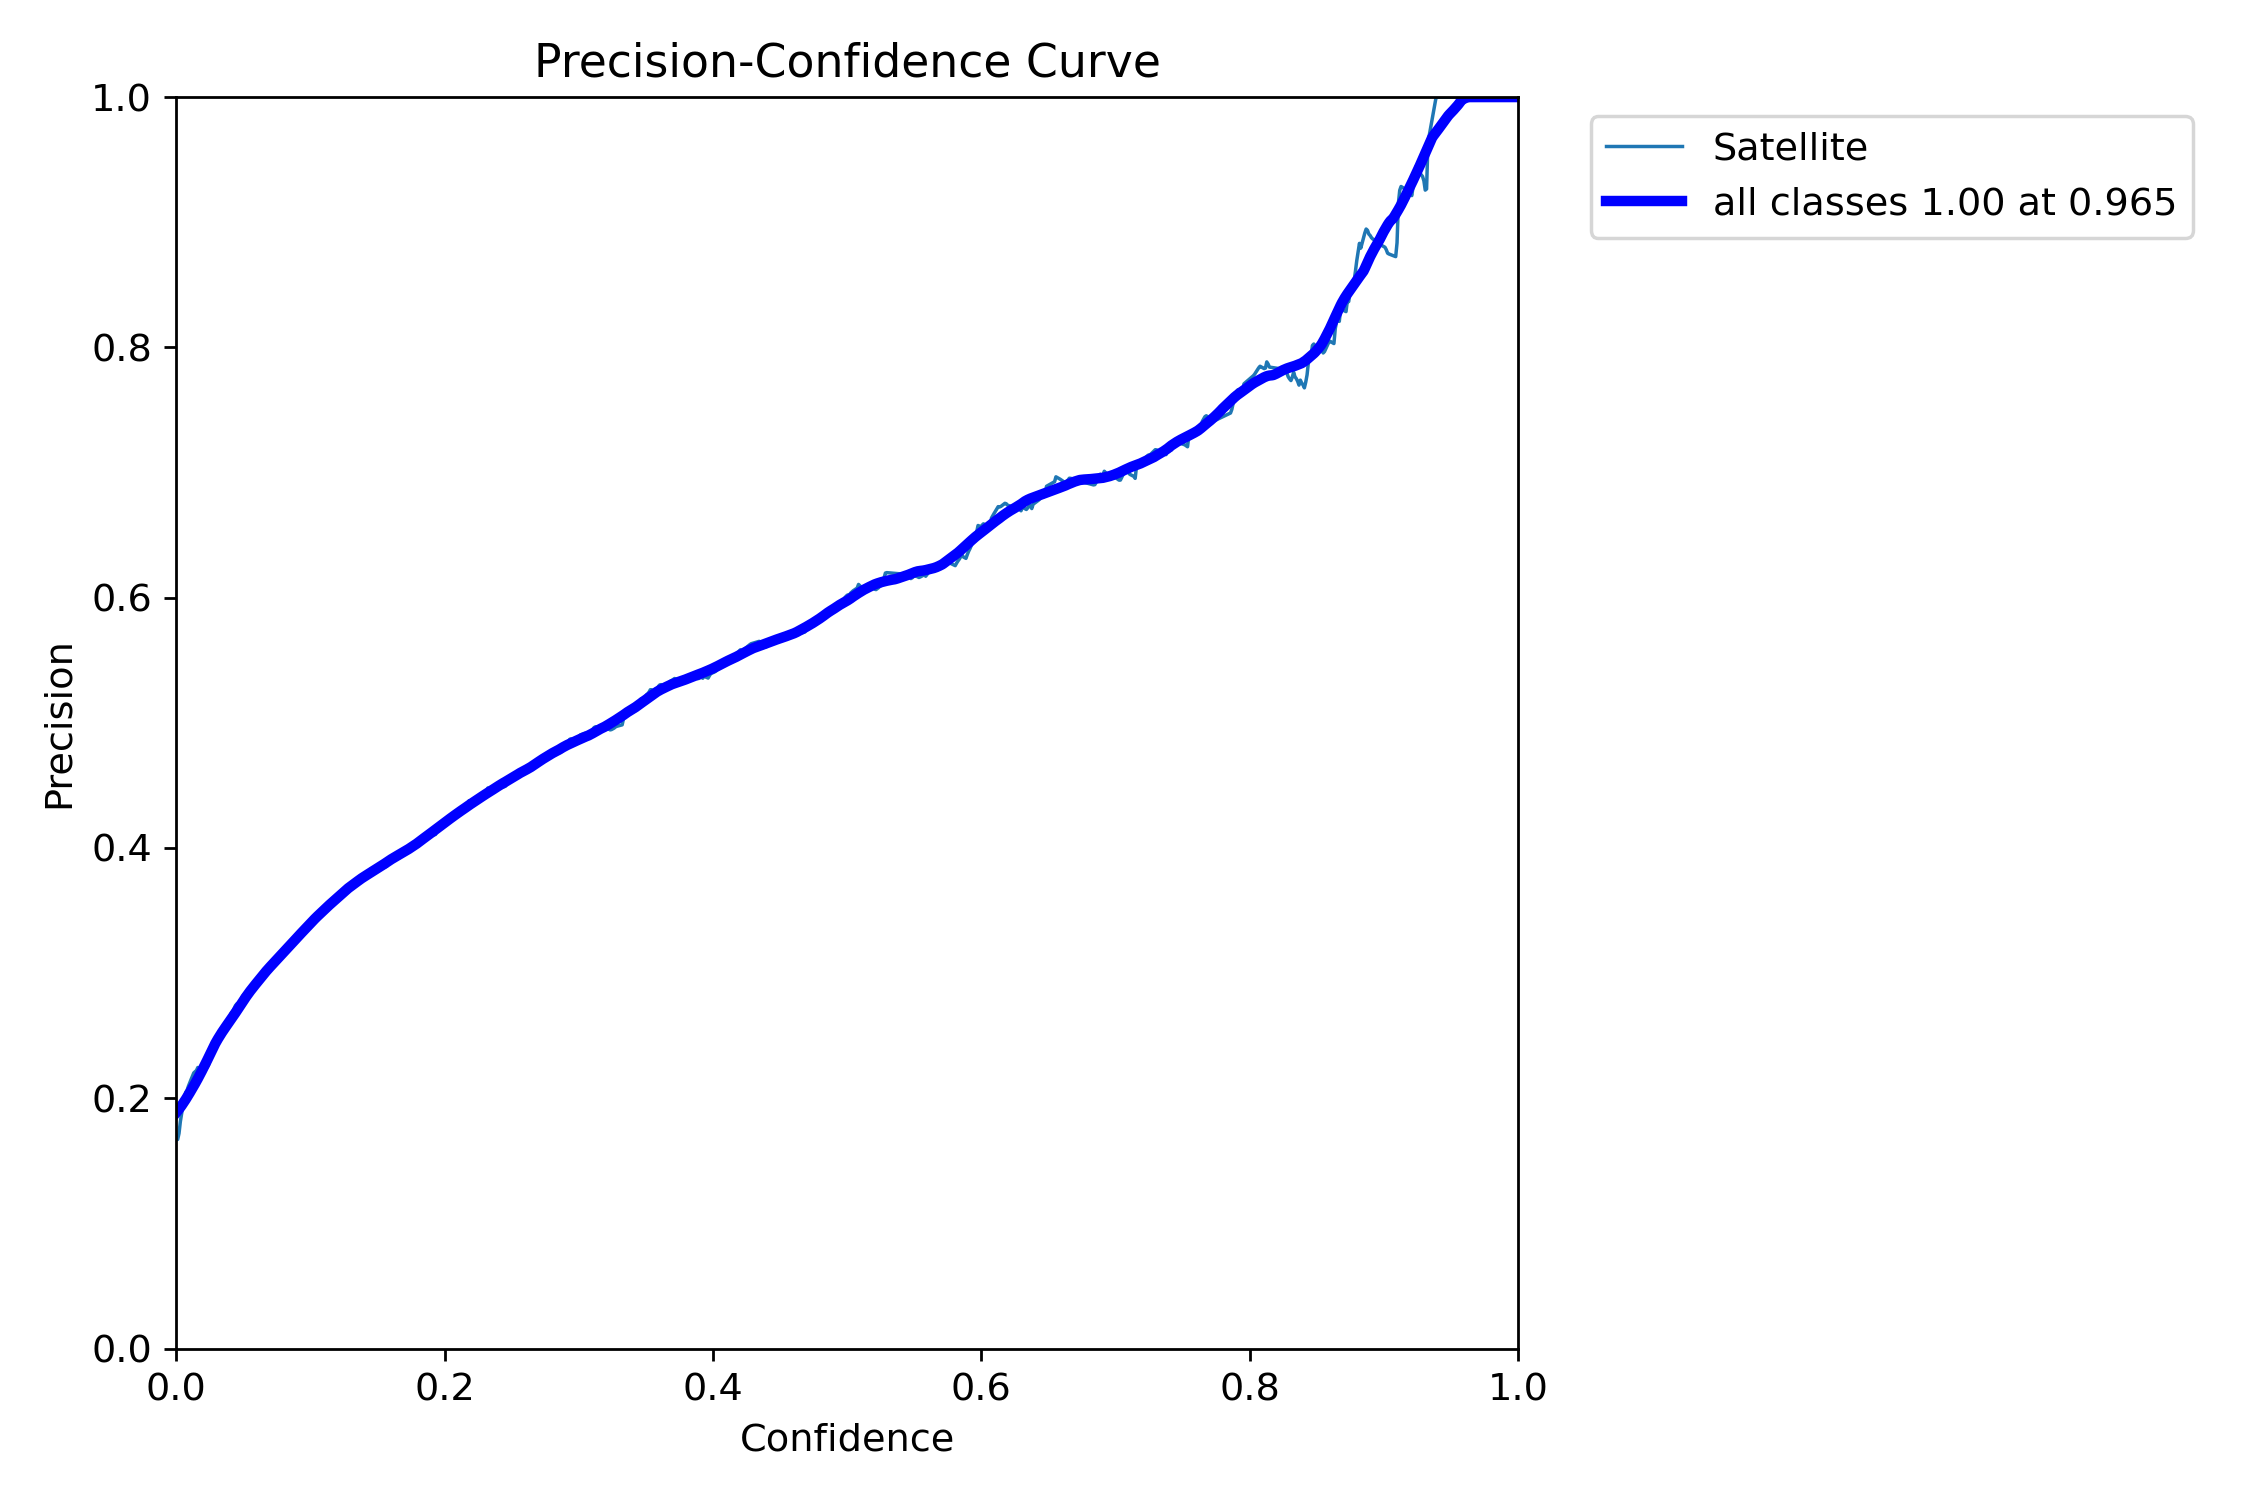 Precision-Confidence Curve
1.0
0.8
0.6
0.4
0.2
0.0
Precision
0.0 0.2 0.4 0.6 0.8 1.0
Confidence
Satellite
all classes 1.00 at 0.965